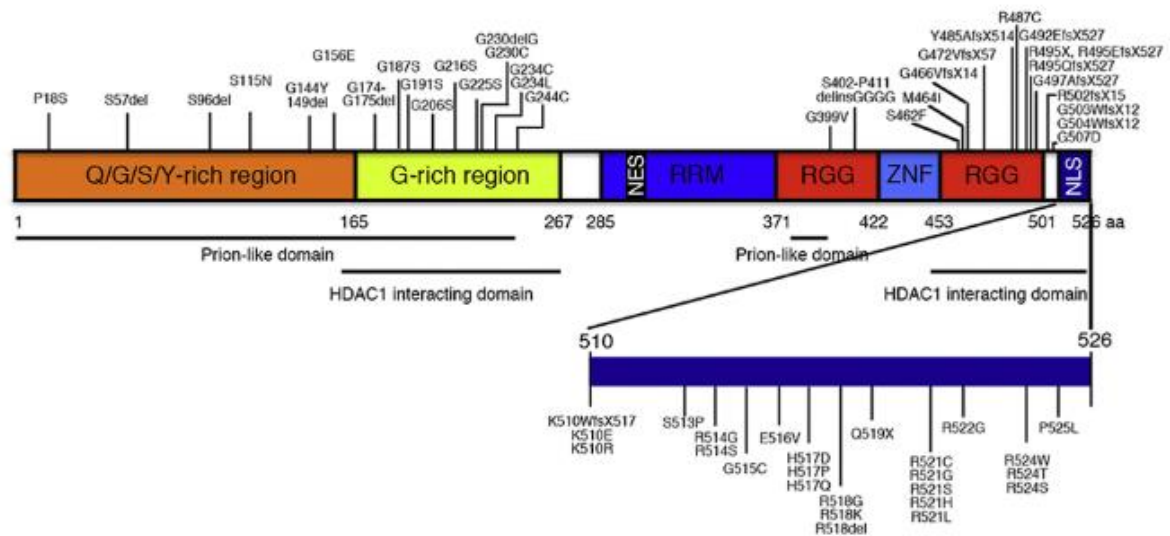 R487C
Y485AfsX514
G492EfsX527
G472VfsX57
R495X, R495EfsX527
R495QfsX527
G466VfsX14
G497AfsX527
S402-P411
delinsGGGG
M464I
R502fsX15
G399V
S462F
G503WfsX12
G504WfsX12
G507D
G230delG
G230C
G156E
G187S
G216S
G234C
G234L
S115N
G174-
G175del
G191S
G225S
G144Y
149del
G206S
G244C
P18S
S57del
S96del
Q/G/S/Y-rich region
G-rich region
NES
RRM
RGG
ZNF
RGG
NLS
1 165 267 285 371 422 453 501 526 aa
Prion-like domain
Prion-like domain
HDAC1 interacting domain
HDAC1 interacting domain
510
526
K510WfsX517
K510E
K510R
S513P
R514G
R514S
G515C
E516V
H517D
H517P
H517Q
R518G
R518K
R518del
Q519X
R521C
R521G
R521S
R521H
R521L
R522G
R524W
R524T
R524S
P525L